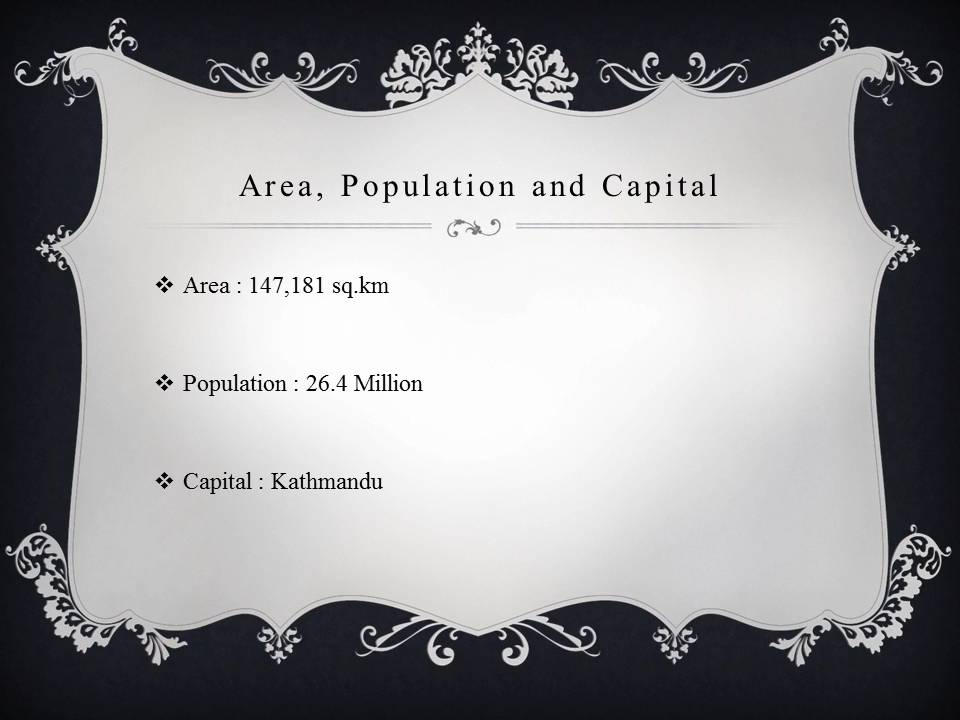 Area, Population and Capital
❖ Area : 147,181 sq.km
❖ Population : 26.4 Million
❖ Capital : Kathmandu